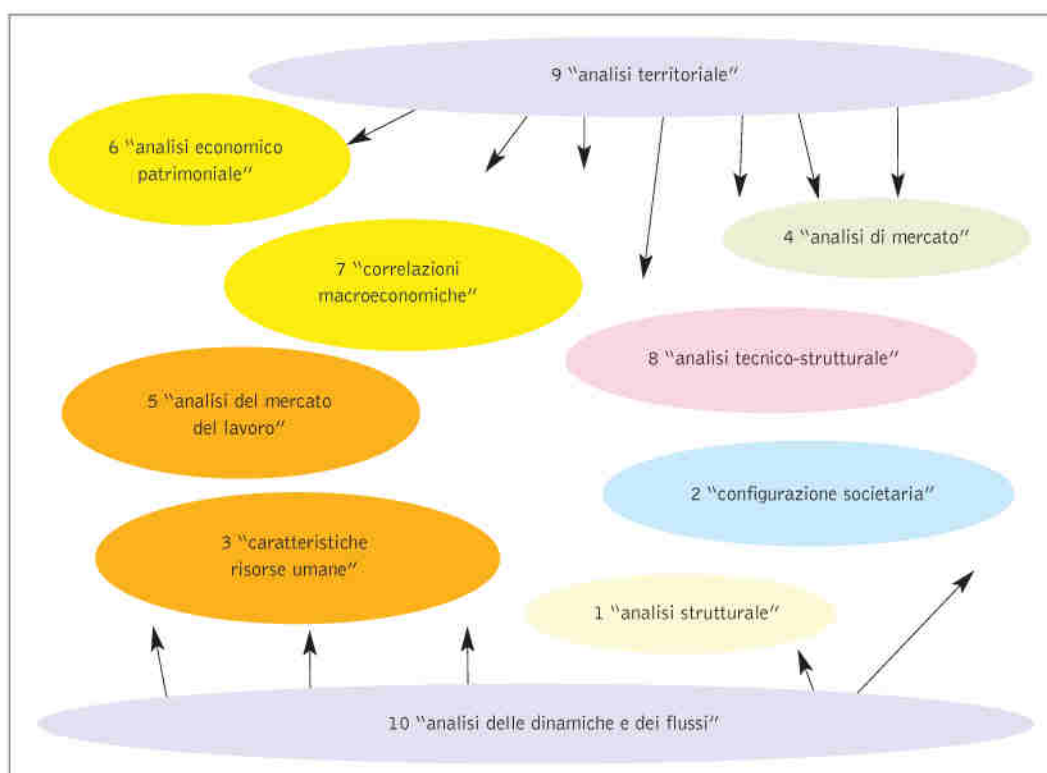 9 “analisi territoriale”
6 “analisi economico
patrimoniale”
4 “analisi di mercato”
7 “correlazioni
macroeconomiche”
8 “analisi tecnico-strutturale”
5 “analisi del mercato
del lavoro”
2 “configurazione societaria”
3 “caratteristiche
risorse umane”
1 “analisi strutturale”
10 “analisi delle dinamiche e dei flussi”